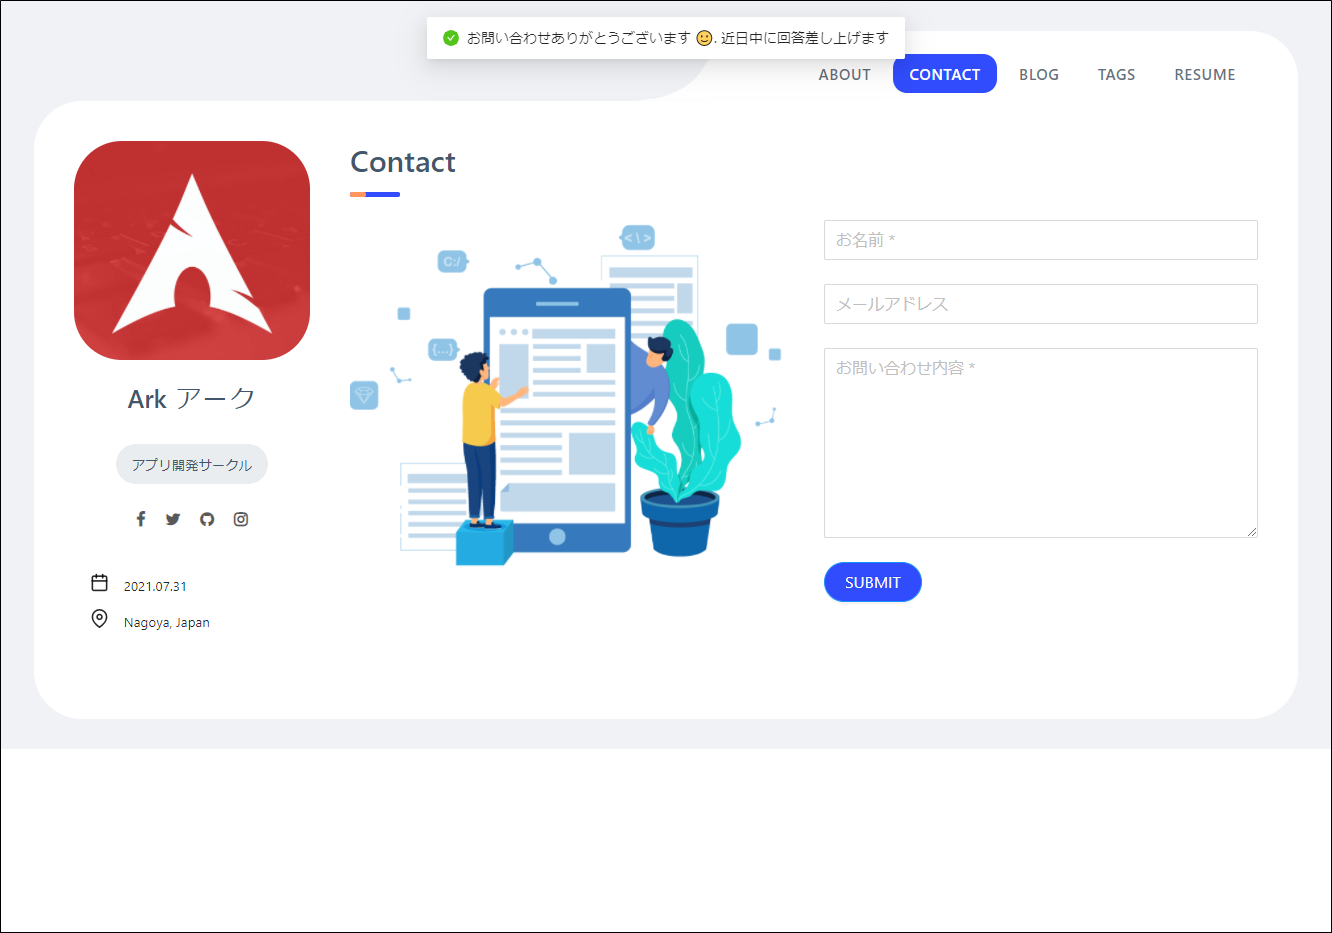 お問い合わせありがとうございます 🙂. 近日中に回答差し上げます
ABOUT CONTACT BLOG TAGS RESUME
Ark アーク
アプリ開発サークル
2021.07.31
Nagoya, Japan
Contact
<\>
C:/
{...}
お名前 *
メールアドレス
お問い合わせ内容 *
SUBMIT